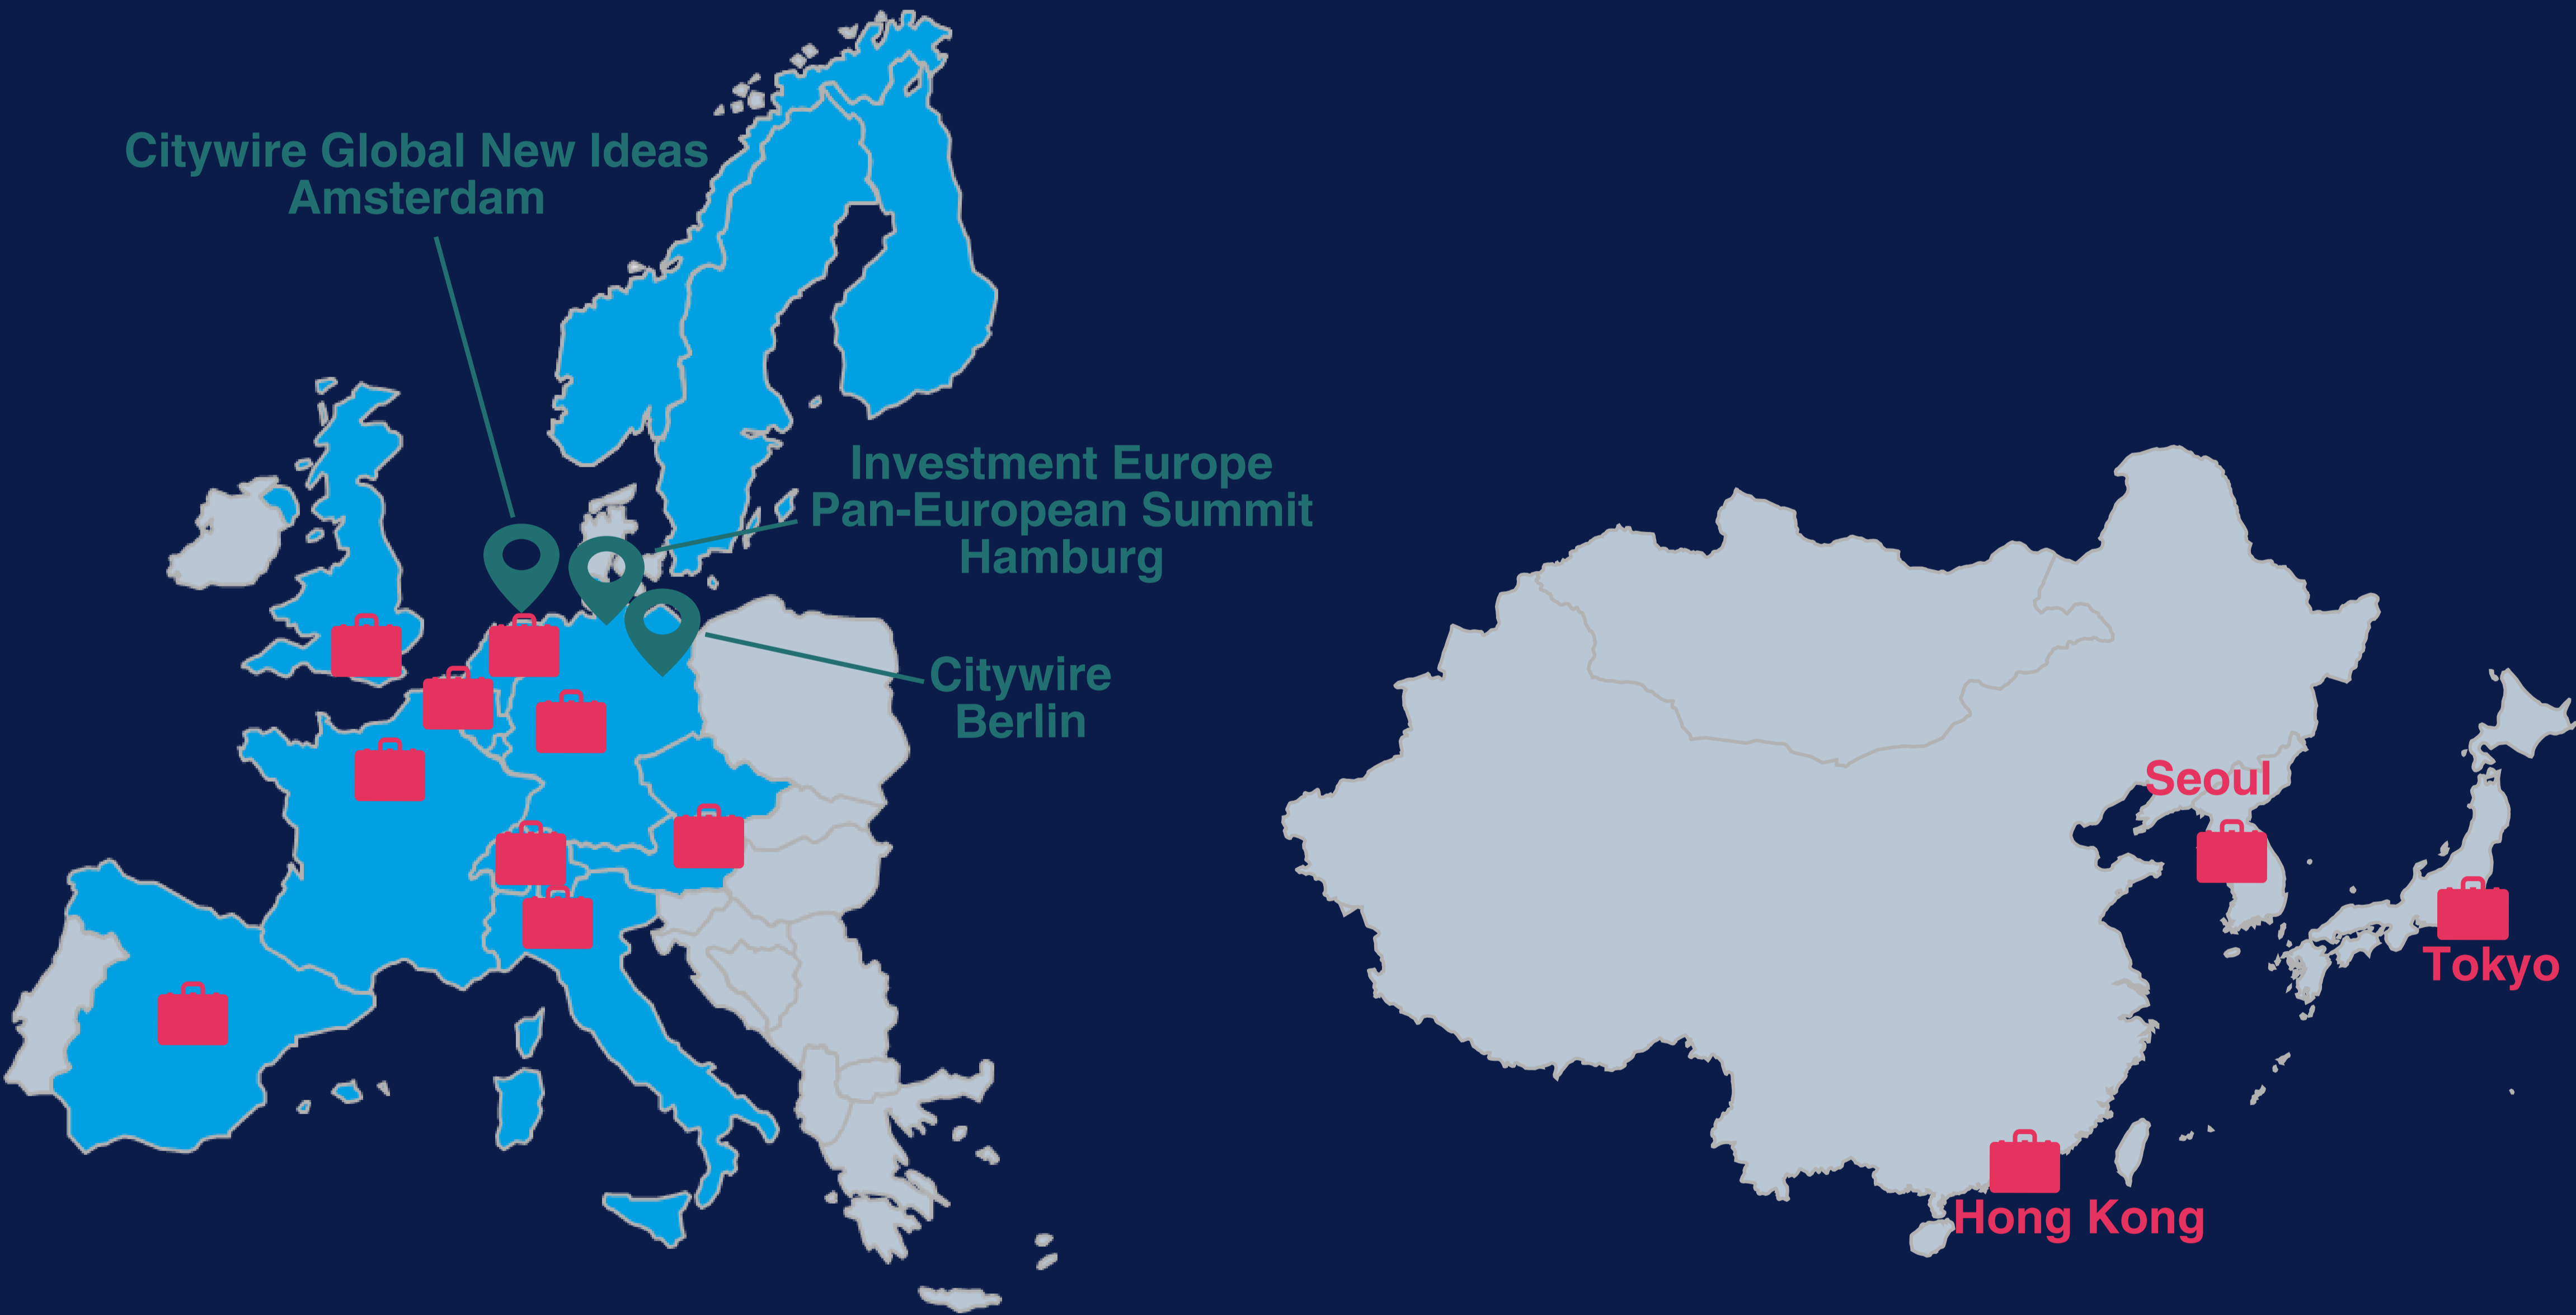 Citywire Global New Ideas
Amsterdam
Investment Europe
Pan-European Summit
Hamburg
Citywire
Berlin
Seoul
Tokyo
Hong Kong